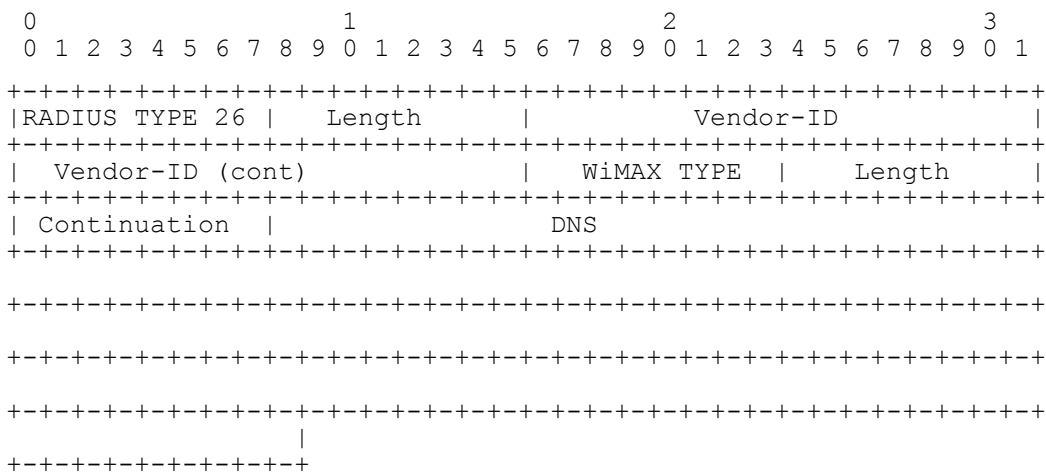 0                   1                   2                   3
 0 1 2 3 4 5 6 7 8 9 0 1 2 3 4 5 6 7 8 9 0 1 2 3 4 5 6 7 8 9 0 1
+-+-+-+-+-+-+-+-+-+-+-+-+-+-+-+-+-+-+-+-+-+-+-+-+-+-+-+-+-+-+-+-+
|RADIUS TYPE 26 |   Length      |          Vendor-ID            |
+-+-+-+-+-+-+-+-+-+-+-+-+-+-+-+-+-+-+-+-+-+-+-+-+-+-+-+-+-+-+-+-+
|  Vendor-ID (cont)             |   WiMAX TYPE  |    Length     |
+-+-+-+-+-+-+-+-+-+-+-+-+-+-+-+-+-+-+-+-+-+-+-+-+-+-+-+-+-+-+-+-+
| Continuation  |                 DNS
+-+-+-+-+-+-+-+-+-+-+-+-+-+-+-+-+-+-+-+-+-+-+-+-+-+-+-+-+-+-+-+-+
+-+-+-+-+-+-+-+-+-+-+-+-+-+-+-+-+-+-+-+-+-+-+-+-+-+-+-+-+-+-+-+-+
+-+-+-+-+-+-+-+-+-+-+-+-+-+-+-+-+-+-+-+-+-+-+-+-+-+-+-+-+-+-+-+-+
+-+-+-+-+-+-+-+-+-+-+-+-+-+-+-+-+-+-+-+-+-+-+-+-+-+-+-+-+-+-+-+-+
                  |
+-+-+-+-+-+-+-+-+-+